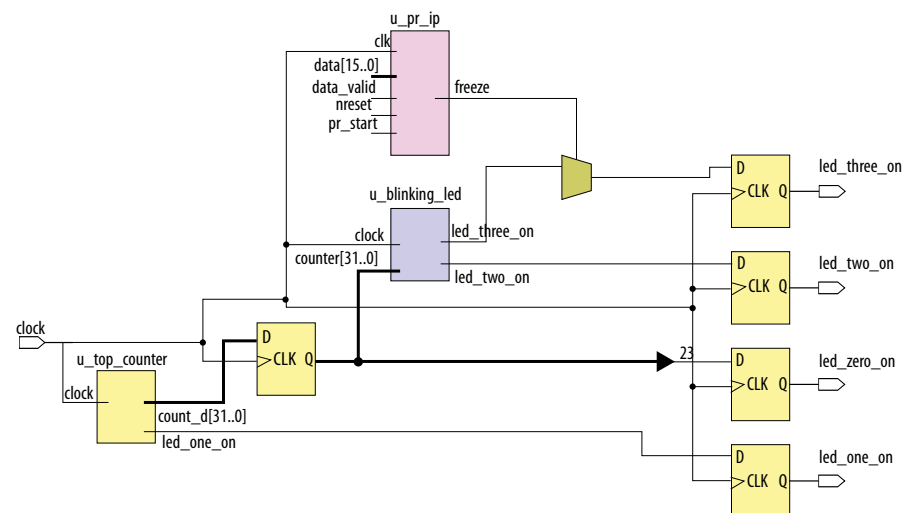 u_pr_ip
clk
data[15..0]
data_valid
nreset
pr_start
freeze
u_blinking_led
clock
counter[31..0]
led_three_on
led_two_on
D
CLK Q
led_three_on
D
CLK Q
led_two_on
clock
u_top_counter
clock
count_d[31..0]
led_one_on
D
CLK Q
23
D
CLK Q
led_zero_on
D
CLK Q
led_one_on